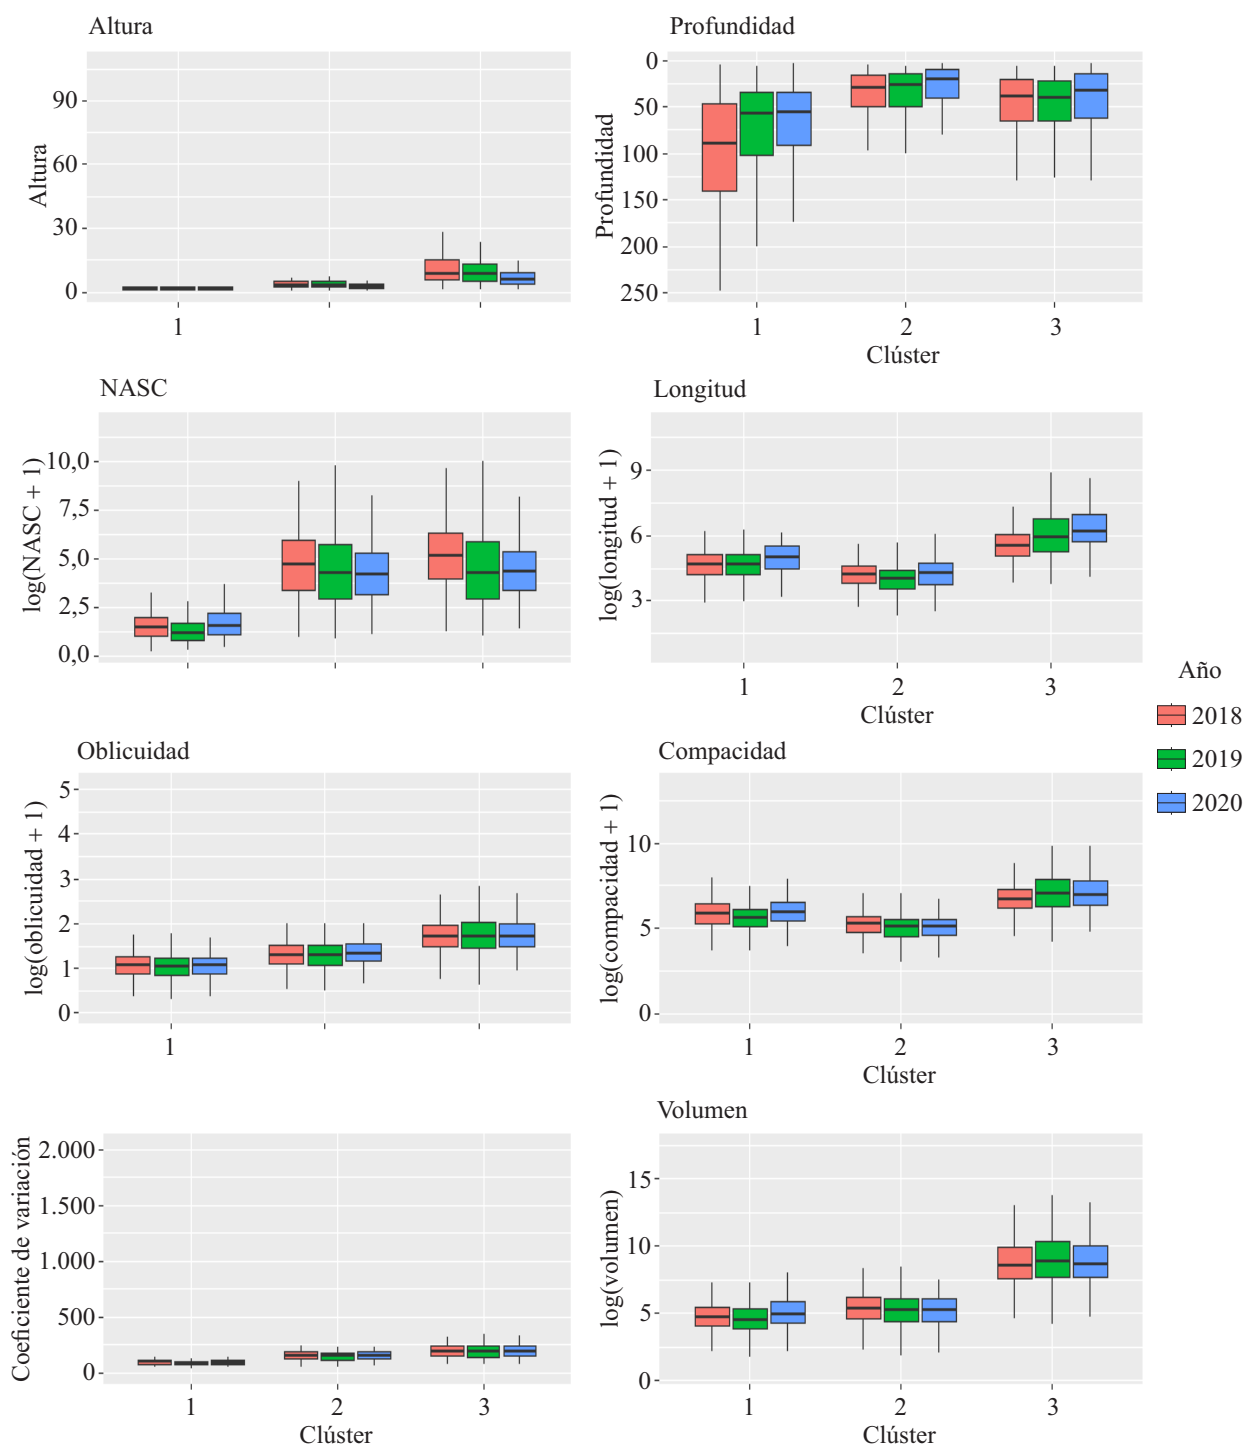 Altura
Altura
90
60
30
0
1
Profundidad
Profundidad
0
50
100
150
200
250
1 2 3
Clúster
NASC
log(NASC + 1)
10,0
7,5
5,0
2,5
0,0
Longitud
log(longitud + 1)
9
6
3
1 2 3
Clúster
Año
2018
2019
2020
Oblicuidad
log(oblicuidad + 1)
5
4
3
2
1
0
1
Compacidad
log(compacidad + 1)
10
5
0
1 2 3
Clúster
Coeficiente de variación
2.000
1.500
1.000
500
0
1 2 3
Clúster
Volumen
log(volumen)
15
10
5
0
1 2 3
Clúster